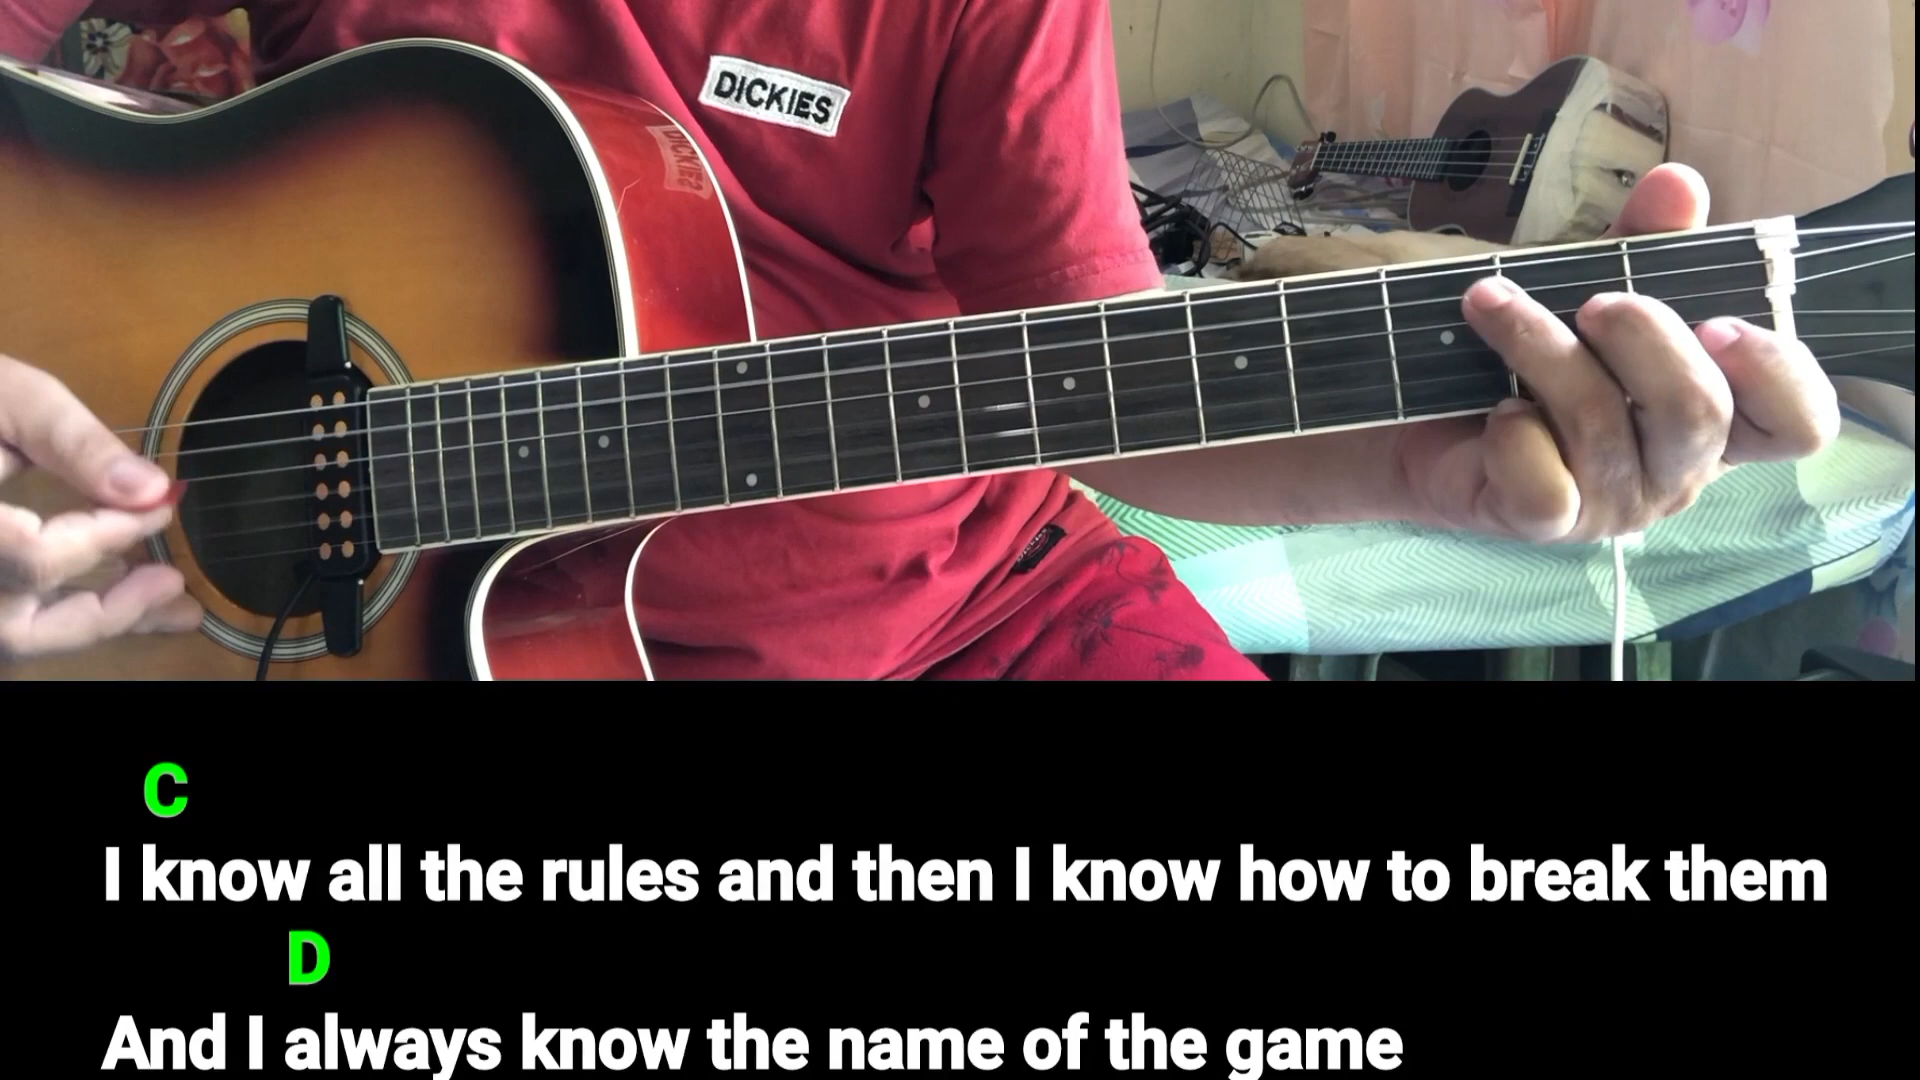 DICKIES
DICKIES
C
I know all the rules and then I know how to break them
D
And I always know the name of the game